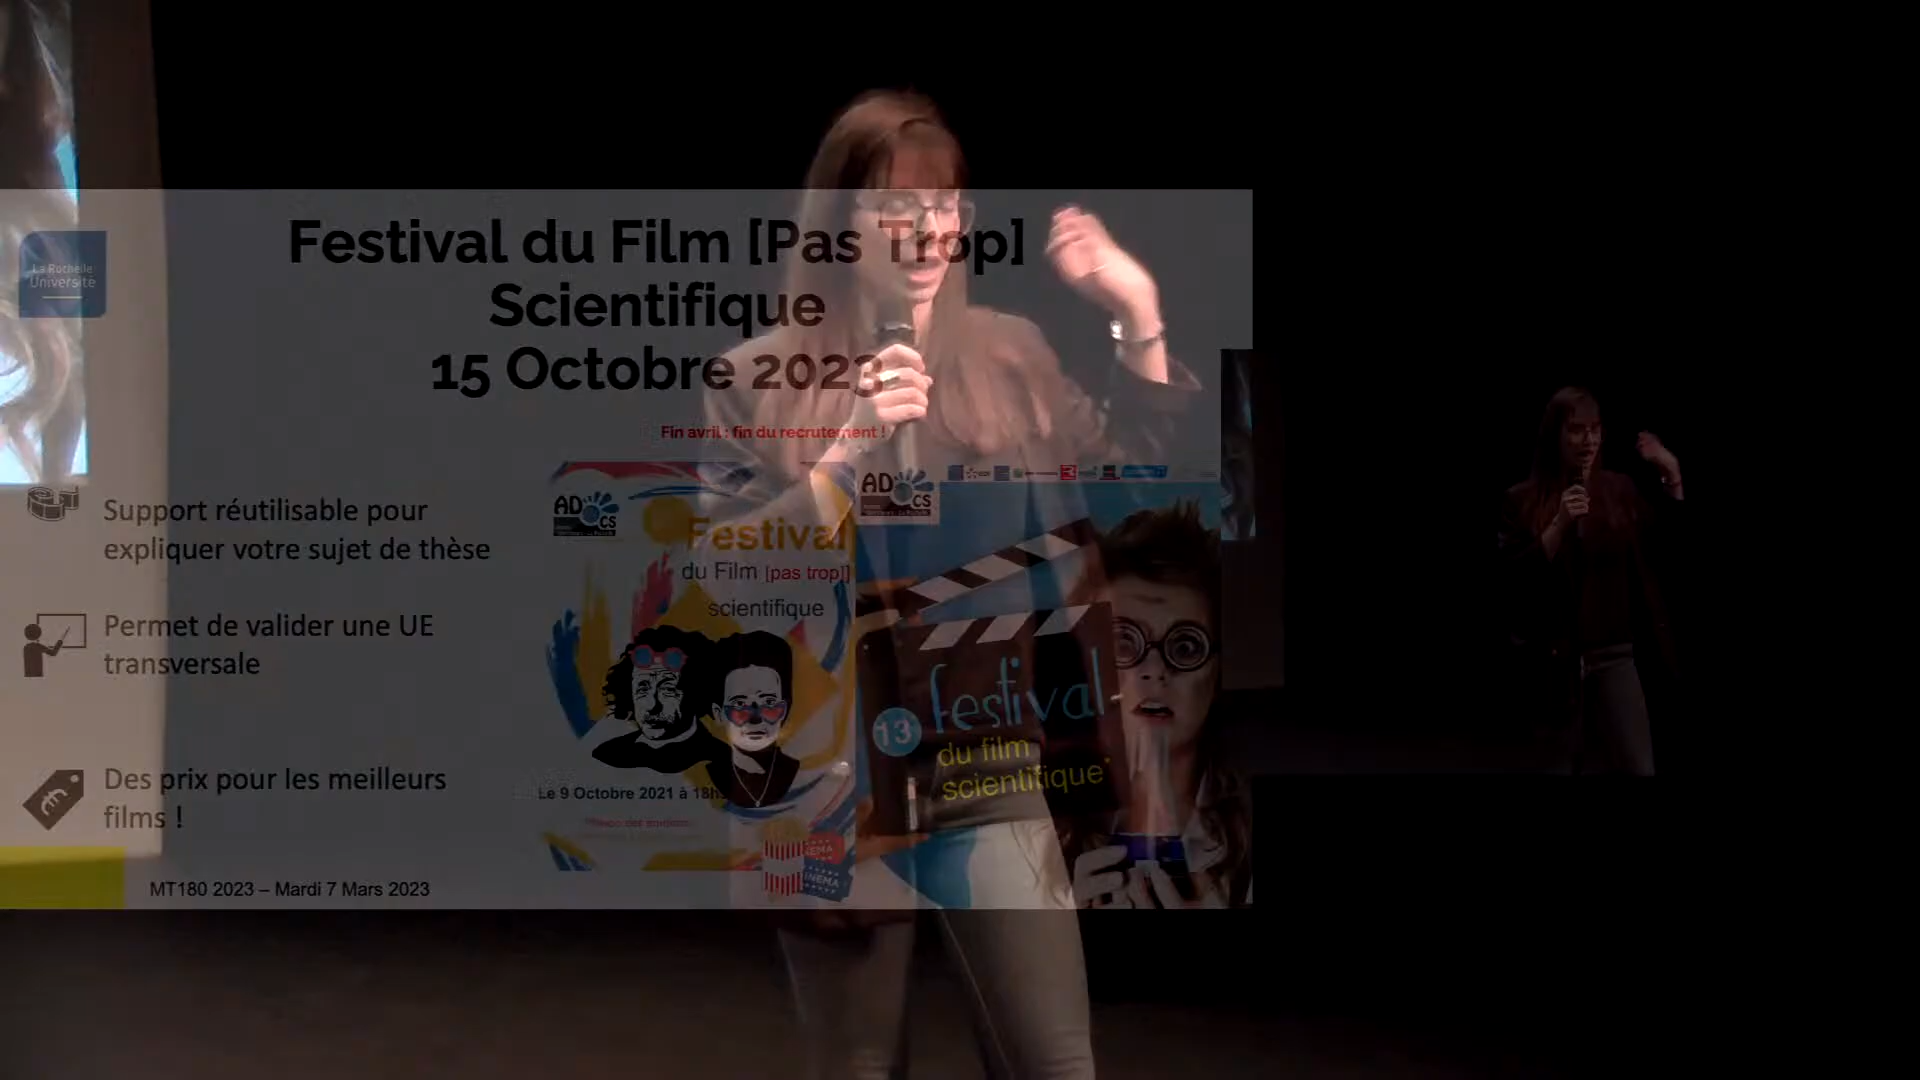 Festival du Film [Pas Trop]
Scientifique
15 Octobre 2023
La Rochelle
Université
Fin avril : fin du recrutement !
Support réutilisable pour
expliquer votre sujet de thèse
Permet de valider une UE
transversale
Des prix pour les meilleurs
films !
MT180 2023 – Mardi 7 Mars 2023
AD CS
Festival
du Film [pas trop]
scientifique
Le 9 Octobre 2021 à 18h
CINEMA
AD CS
13
festival
du film
scientifique